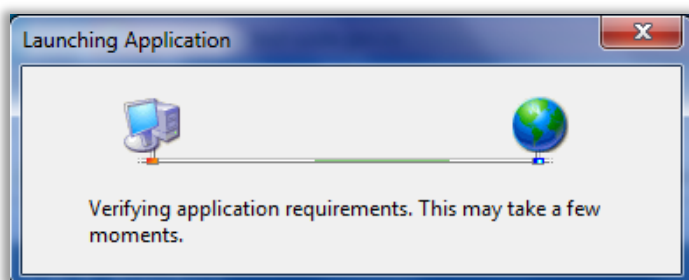 Launching Application
Verifying application requirements. This may take a few
moments.